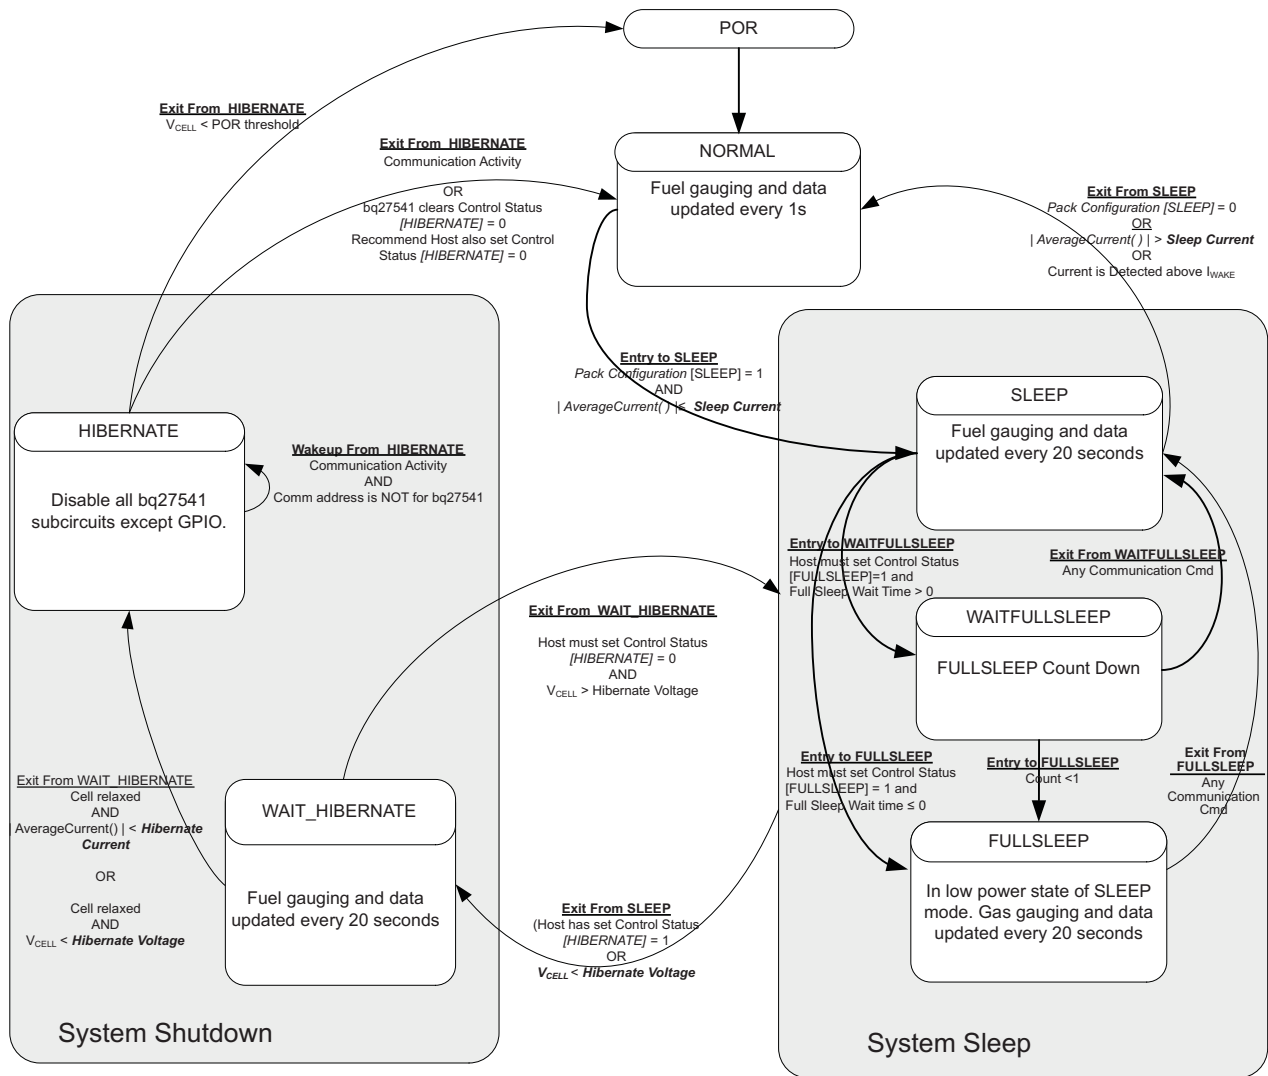 POR
Exit From HIBERNATE
V_CELL < POR threshold
Exit From HIBERNATE
Communication Activity
OR
bq27541 clears Control Status
[HIBERNATE] = 0
Recommend Host also set Control
Status [HIBERNATE] = 0
NORMAL
Fuel gauging and data
updated every 1s
Exit From SLEEP
Pack Configuration [SLEEP] = 0
OR
| AverageCurrent( ) | > Sleep Current
OR
Current is Detected above I_WAKE
Entry to SLEEP
Pack Configuration [SLEEP] = 1
AND
| AverageCurrent( ) |≤ Sleep Current
HIBERNATE
Disable all bq27541
subcircuits except GPIO.
Wakeup From HIBERNATE
Communication Activity
AND
Comm address is NOT for bq27541
SLEEP
Fuel gauging and data
updated every 20 seconds
Entry to WAITFULLSLEEP
Host must set Control Status
[FULLSLEEP]=1 and
Full Sleep Wait Time > 0
Exit From WAITFULLSLEEP
Any Communication Cmd
WAITFULLSLEEP
FULLSLEEP Count Down
Exit From WAIT_HIBERNATE
Host must set Control Status
[HIBERNATE] = 0
AND
V_CELL > Hibernate Voltage
Exit From WAIT_HIBERNATE
Cell relaxed
AND
| AverageCurrent() | < Hibernate
Current
OR
Cell relaxed
AND
V_CELL < Hibernate Voltage
WAIT_HIBERNATE
Fuel gauging and data
updated every 20 seconds
Entry to FULLSLEEP
Host must set Control Status
[FULLSLEEP] = 1 and
Full Sleep Wait time ≤ 0
Entry to FULLSLEEP
Count <1
Exit From
FULLSLEEP
Any
Communication
Cmd
FULLSLEEP
In low power state of SLEEP
mode. Gas gauging and data
updated every 20 seconds
Exit From SLEEP
(Host has set Control Status
[HIBERNATE] = 1
OR
V_CELL < Hibernate Voltage
System Shutdown
System Sleep